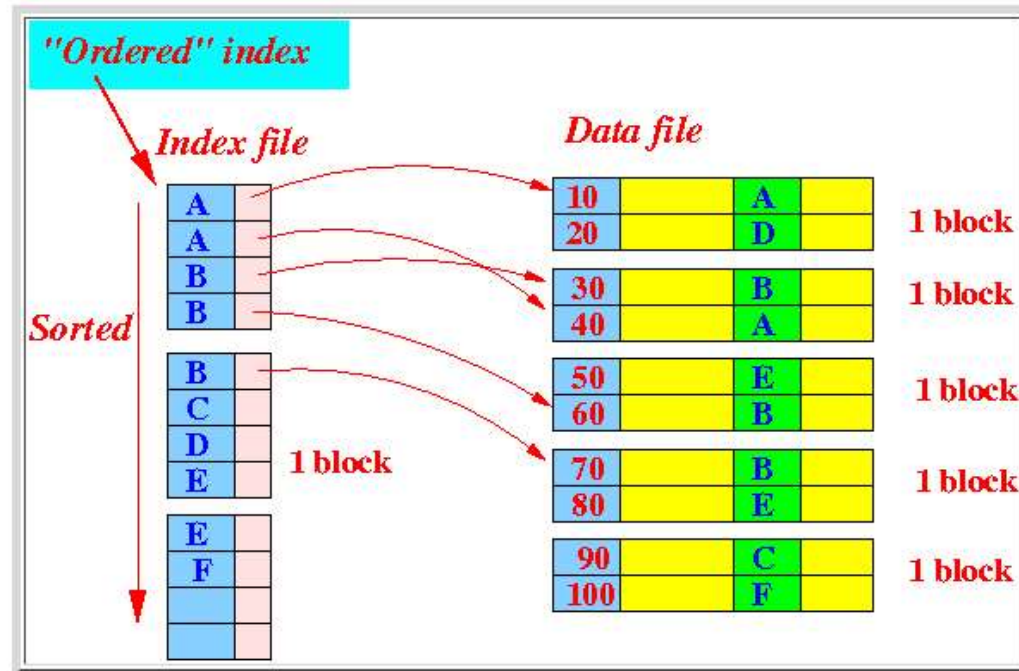 "Ordered" index
Index file
Data file
Sorted
A
A
B
B
B
C
D
E
1 block
E
F
10 A
20 D
1 block
30 B
40 A
1 block
50 E
60 B
1 block
70 B
80 E
1 block
90 C
100 F
1 block